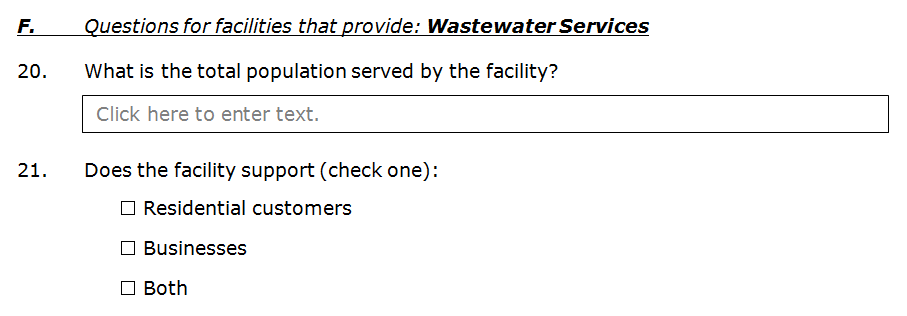 F. Questions for facilities that provide: Wastewater Services
20. What is the total population served by the facility?
Click here to enter text.
21. Does the facility support (check one):
☐ Residential customers
☐ Businesses
☐ Both